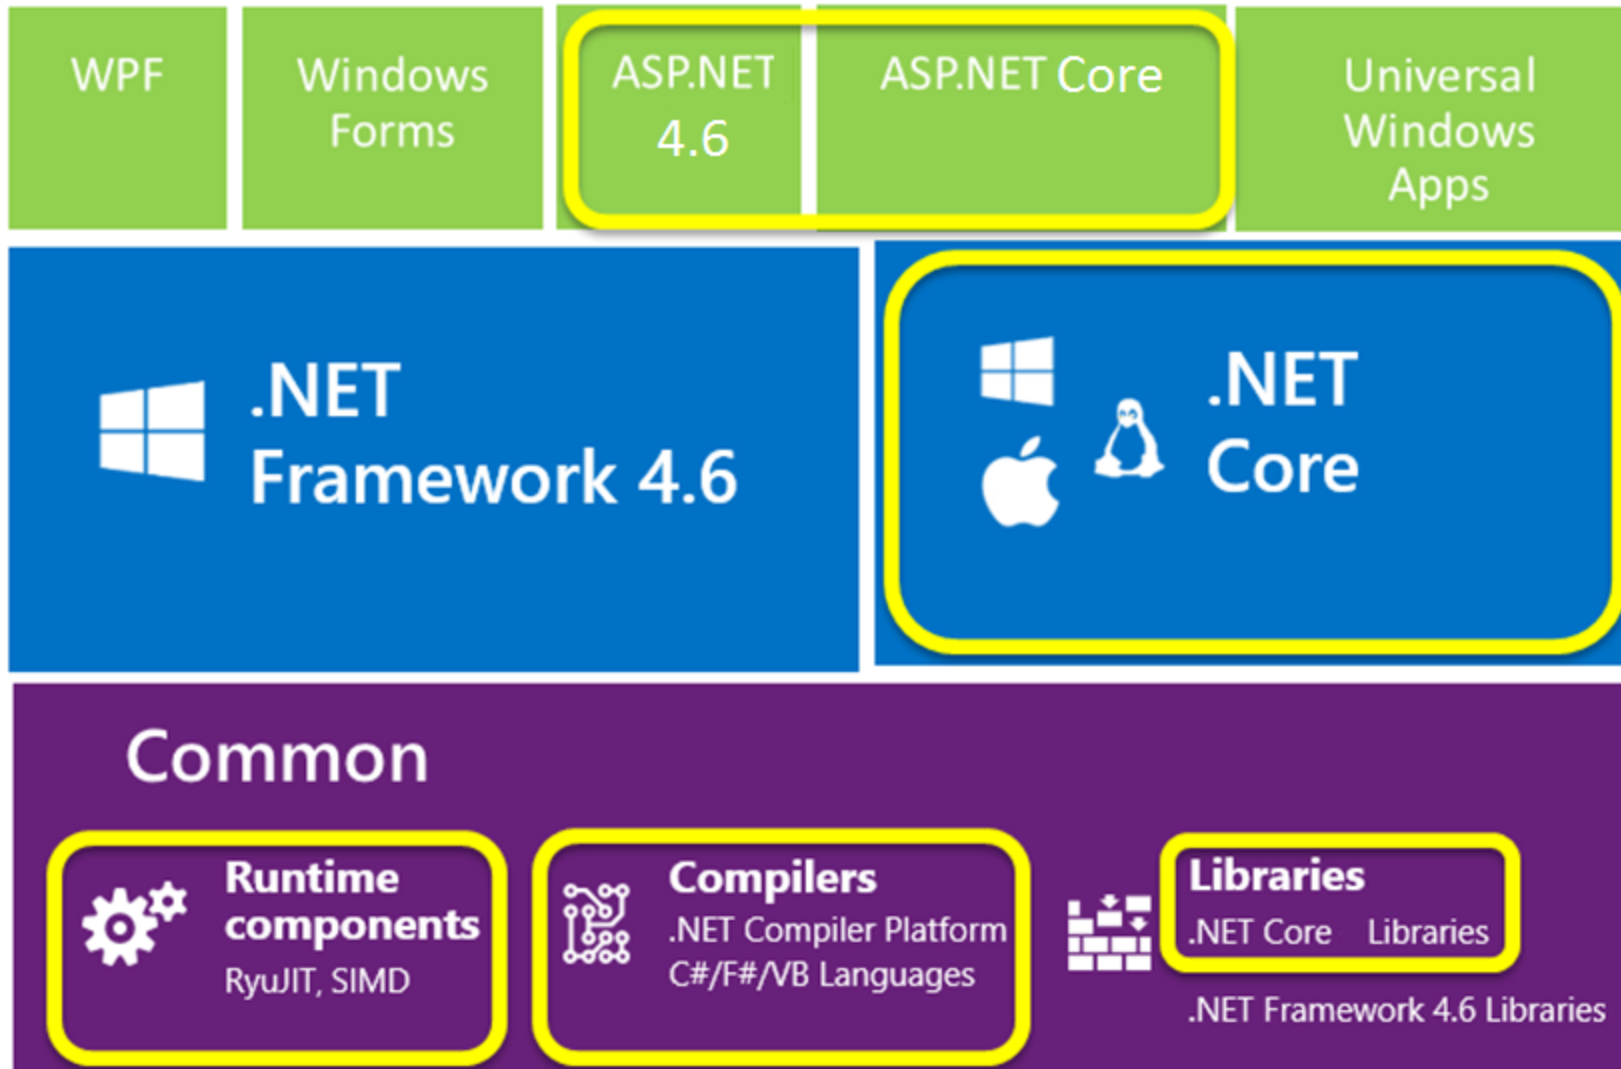 WPF
Windows
Forms
ASP.NET
4.6
ASP.NET Core
Universal
Windows
Apps
.NET
Framework 4.6
.NET
Core
Common
Runtime
components
RyuJIT, SIMD
Compilers
.NET Compiler Platform
C#/F#/VB Languages
Libraries
.NET Core Libraries
.NET Framework 4.6 Libraries